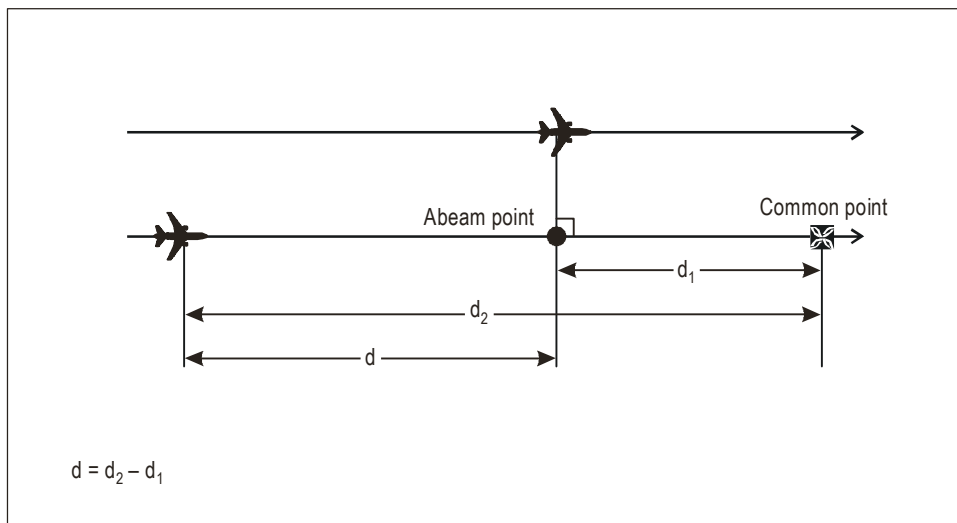 Abeam point
Common point
d₁
d₂
d
d = d₂ – d₁